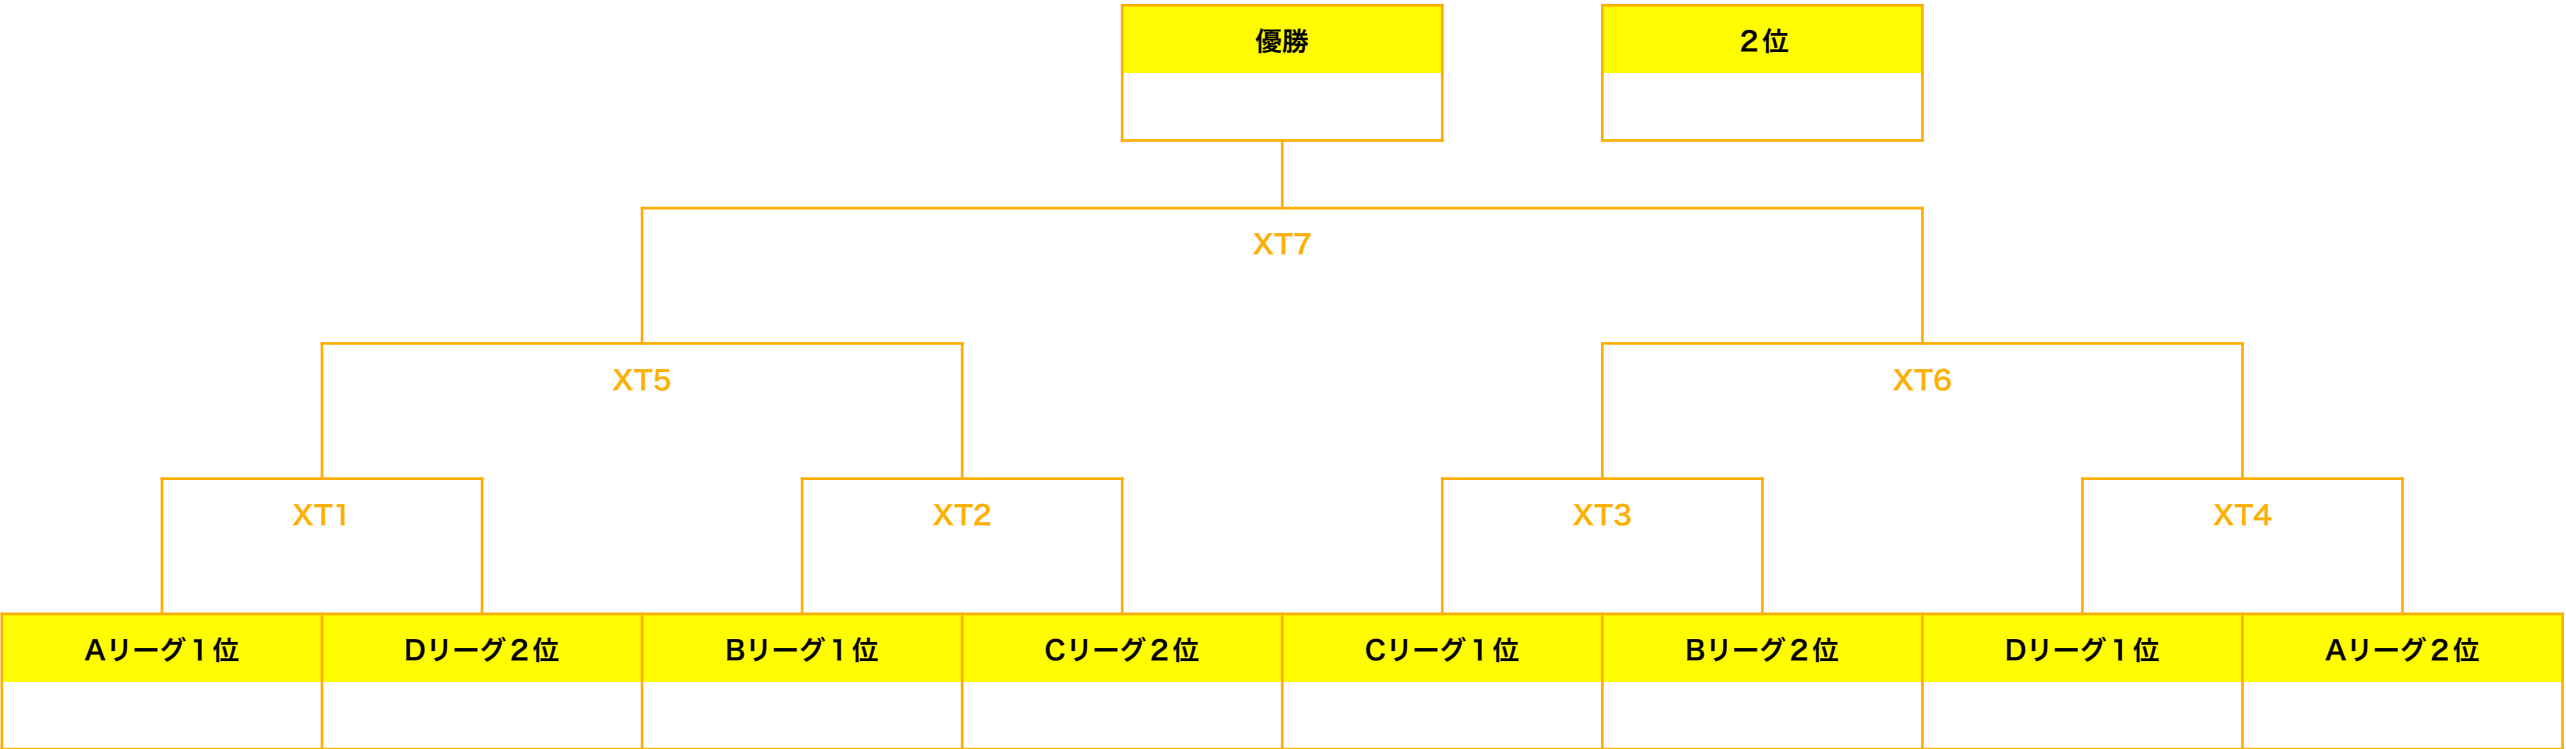 優勝
２位
XT7
XT5
XT6
XT1
XT2
XT3
XT4
Aリーグ１位
Dリーグ２位
Bリーグ１位
Cリーグ２位
Cリーグ１位
Bリーグ２位
Dリーグ１位
Aリーグ２位